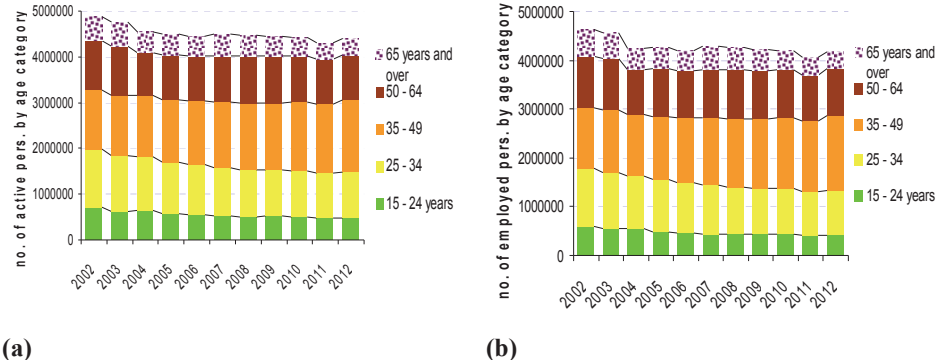 no. of active pers. by age category
5000000
4000000
3000000
2000000
1000000
0
2002
2003
2004
2005
2006
2007
2008
2009
2010
2011
2012
65 years and
over
50 - 64
35 - 49
25 - 34
15 - 24 years
(a)
no. of employed pers. by age category
5000000
4000000
3000000
2000000
1000000
0
2002
2003
2004
2005
2006
2007
2008
2009
2010
2011
2012
65 years and
over
50 - 64
35 - 49
25 - 34
15 - 24 years
(b)